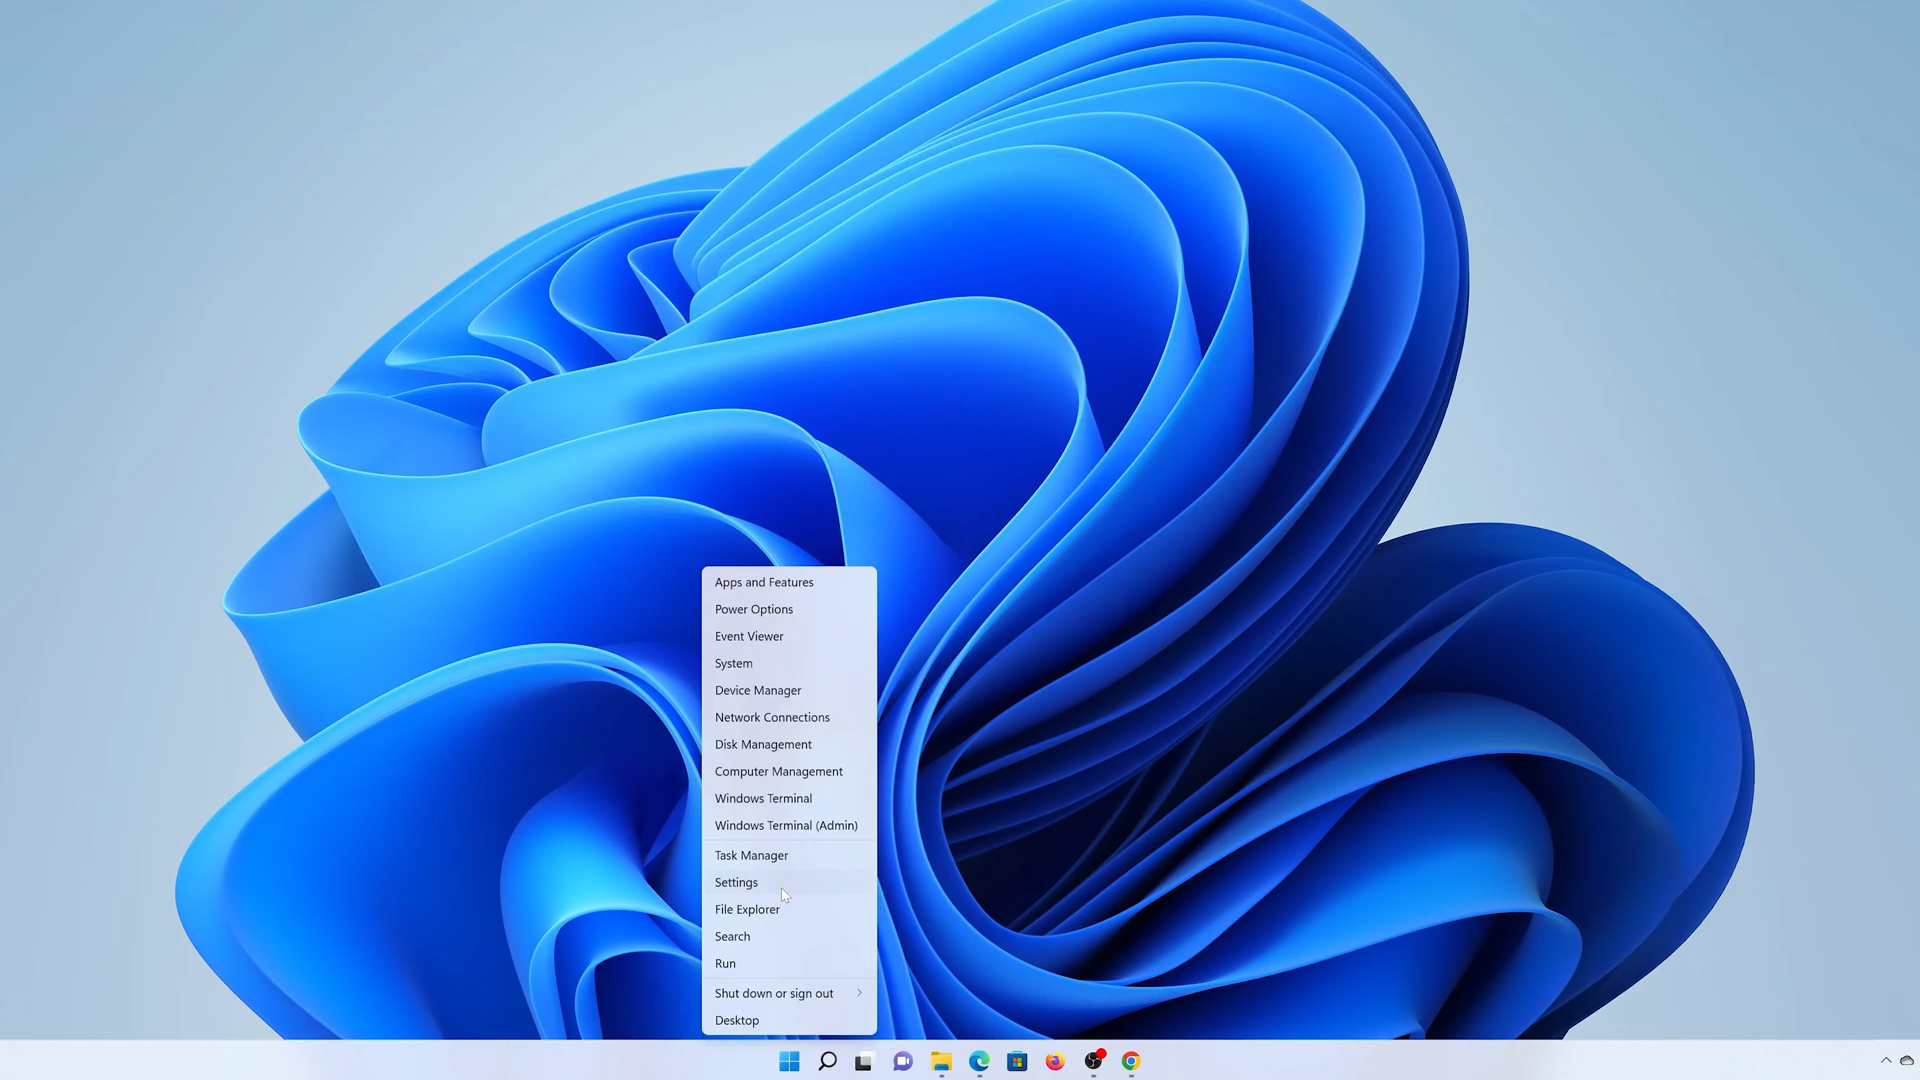 Apps and Features
Power Options
Event Viewer
System
Device Manager
Network Connections
Disk Management
Computer Management
Windows Terminal
Windows Terminal (Admin)
Task Manager
Settings
File Explorer
Search
Run
Shut down or sign out
Desktop